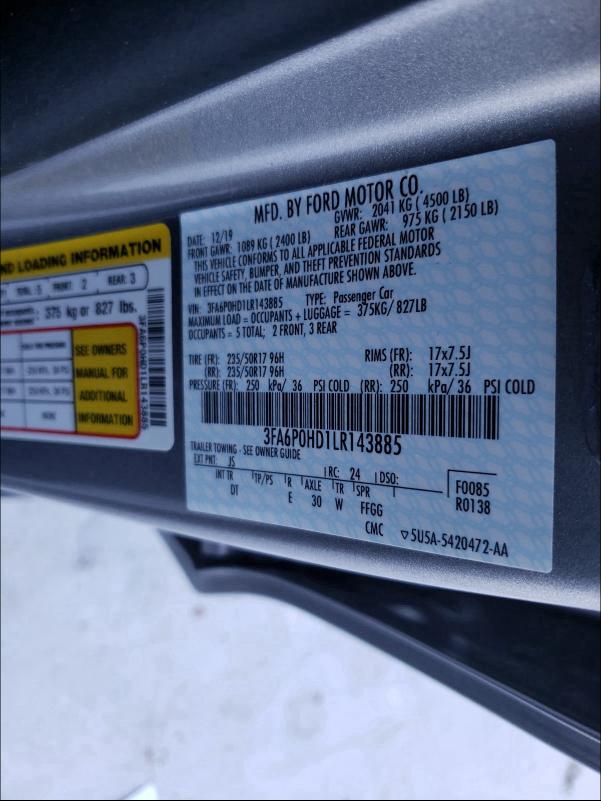 MFD. BY FORD MOTOR CO.
DATE: 12/19
GVWR: 2041 KG ( 4500 LB)
FRONT GAWR: 1089 KG ( 2400 LB)
REAR GAWR: 975 KG ( 2150 LB)
THIS VEHICLE CONFORMS TO ALL APPLICABLE FEDERAL MOTOR
VEHICLE SAFETY, BUMPER, AND THEFT PREVENTION STANDARDS
IN EFFECT ON THE DATE OF MANUFACTURE SHOWN ABOVE.
VIN: 3FA6P0HD1LR143885 TYPE: Passenger Car
MAXIMUM LOAD = OCCUPANTS + LUGGAGE = 375KG/ 827LB
OCCUPANTS = 5 TOTAL; 2 FRONT, 3 REAR
TIRE (FR): 235/50R17 96H RIMS (FR): 17x7.5J
(RR): 235/50R17 96H (RR): 17x7.5J
PRESSURE (FR): 250 kPa/ 36 PSI COLD (RR): 250 kPa/ 36 PSI COLD
3FA6P0HD1LR143885
TRAILER TOWING - SEE OWNER GUIDE
EXT PNT: JS RC: 24 DSO:
INT TR TP/PS R AXLE TR SPR
DT E 30 W FFGG
F0085
R0138
CMC ▽5USA-5420472-AA
ND LOADING INFORMATION
TOTAL: 5 FRONT: 2 REAR: 3
: 375 kg or 827 lbs.
SEE OWNERS
MANUAL FOR
ADDITIONAL
INFORMATION
3FA6P0HD1LR143885